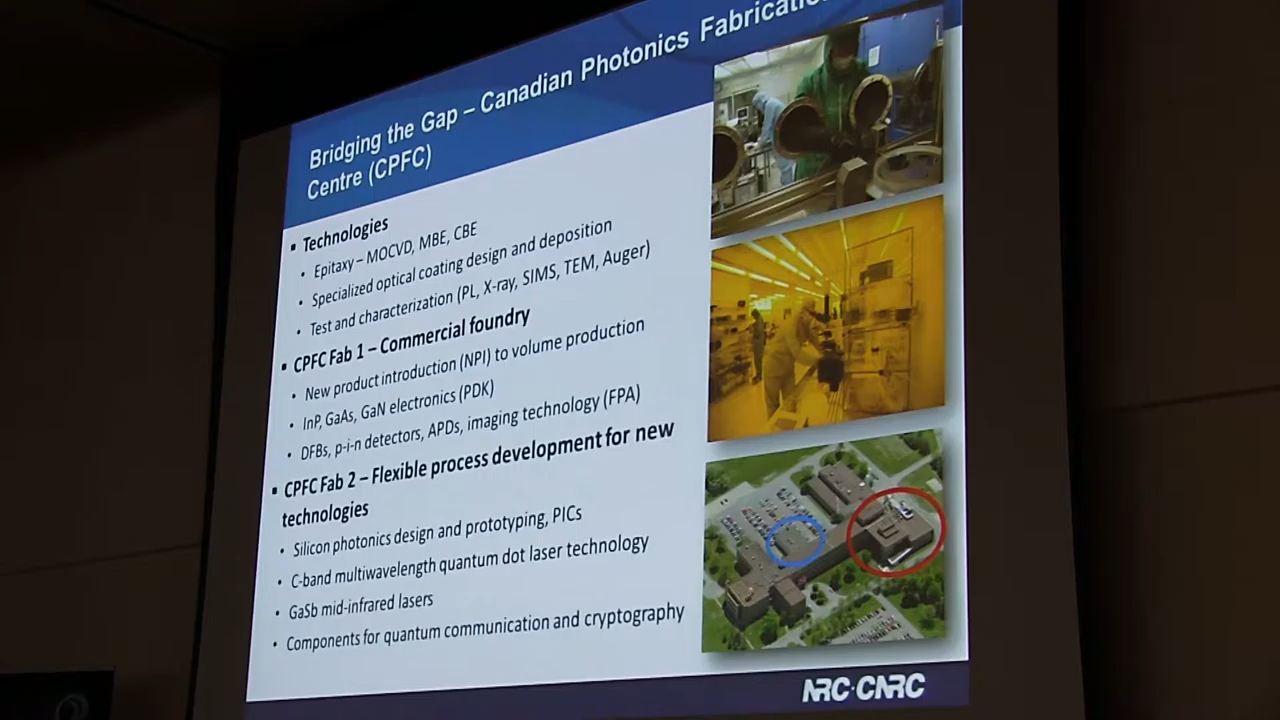 Bridging the Gap – Canadian Photonics
Centre (CPFC)
▪ Technologies
• Epitaxy – MOCVD, MBE, CBE
• Specialized optical coating design and deposition
• Test and characterization (PL, X-ray, SIMS, TEM, Auger)
▪ CPFC Fab 1 – Commercial foundry
• New product introduction (NPI) to volume production
• InP, GaAs, GaN electronics (PDK)
• DFBs, p-i-n detectors, APDs, imaging technology (FPA)
▪ CPFC Fab 2 – Flexible process development for new
technologies
• Silicon photonics design and prototyping, PICs
• C-band multiwavelength quantum dot laser technology
• GaSb mid-infrared lasers
• Components for quantum communication and cryptography
NRC·CNRC